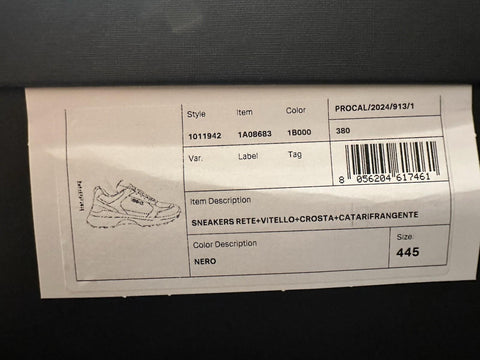 Style Item Color PROCAL/2024/913/1
1011942 1A08683 1B000 380
Var. Label Tag
8 056204 617461
Item Description
SNEAKERS RETE+VITELLO+CROSTA+CATARIFRANGENTE
Color Description Size:
NERO 445